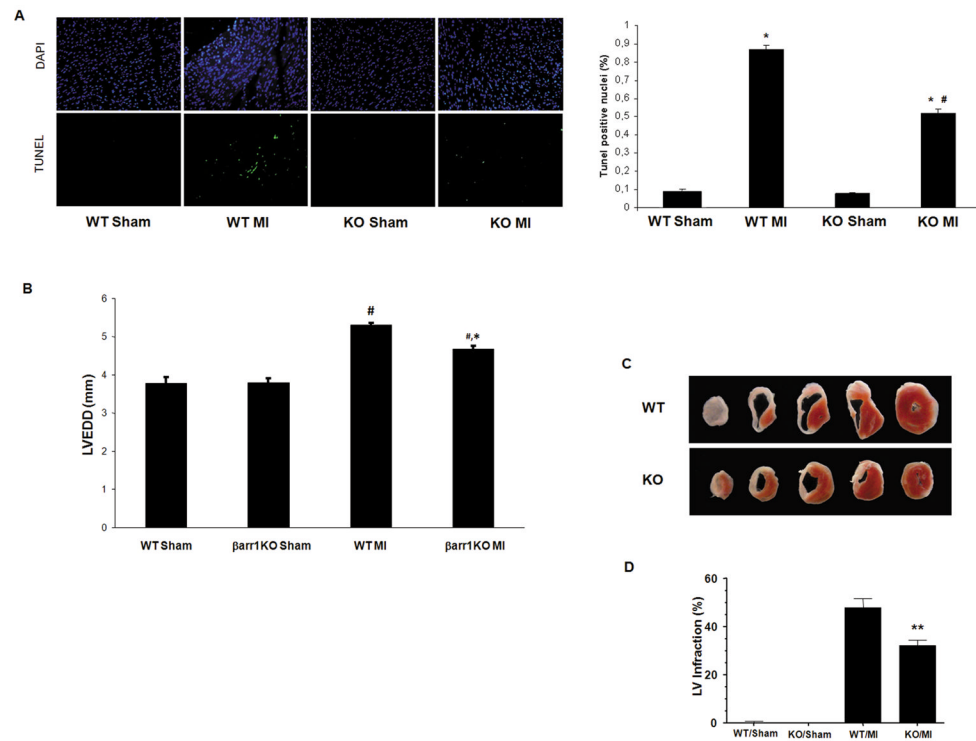 A
DAPI
TUNEL
WT Sham WT MI KO Sham KO MI
Tunel positive nuclei (%)
1
0,9
0,8
0,7
0,6
0,5
0,4
0,3
0,2
0,1
0
*
* #
WT Sham WT MI KO Sham KO MI
B
LVEDD (mm)
6
5
4
3
2
1
0
#
#,*
WT Sham βarr1KO Sham WT MI βarr1KO MI
C
WT
KO
D
LV Infraction (%)
60
40
20
0
**
WT/Sham KO/Sham WT/MI KO/MI